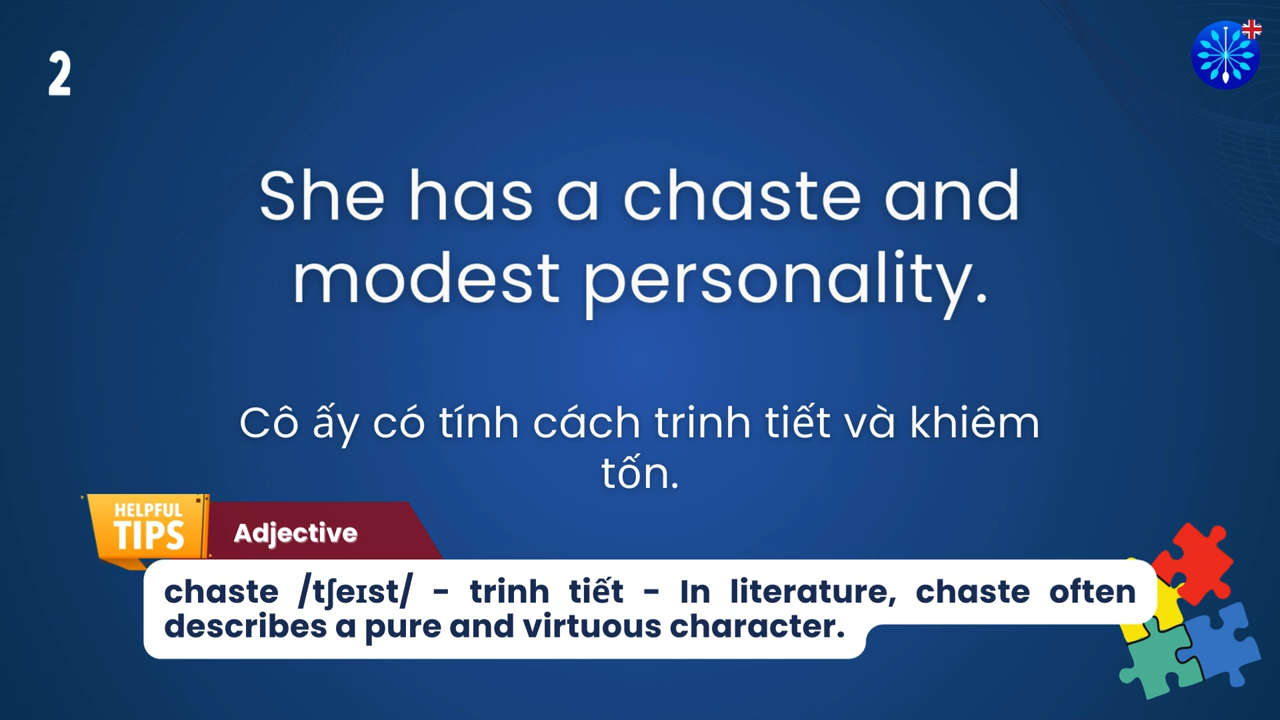 2
She has a chaste and
modest personality.
Cô ấy có tính cách trinh tiết và khiêm
tốn.
HELPFUL
TIPS
Adjective
chaste /tʃeɪst/ - trinh tiết - In literature, chaste often
describes a pure and virtuous character.